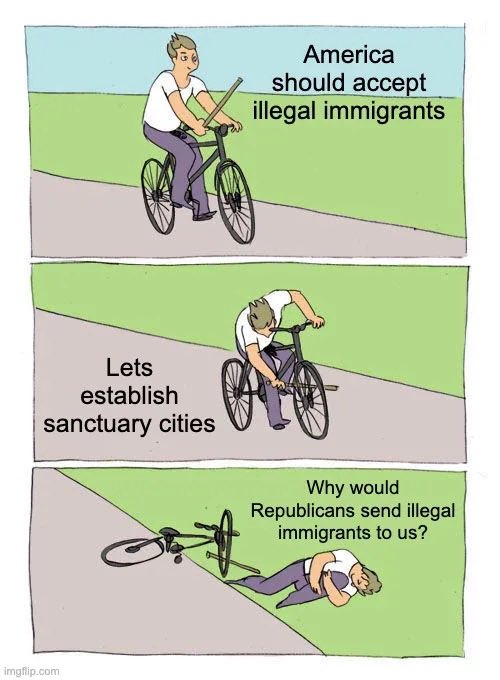 America
should accept
illegal immigrants
Lets
establish
sanctuary cities
Why would
Republicans send illegal
immigrants to us?
imgflip.com